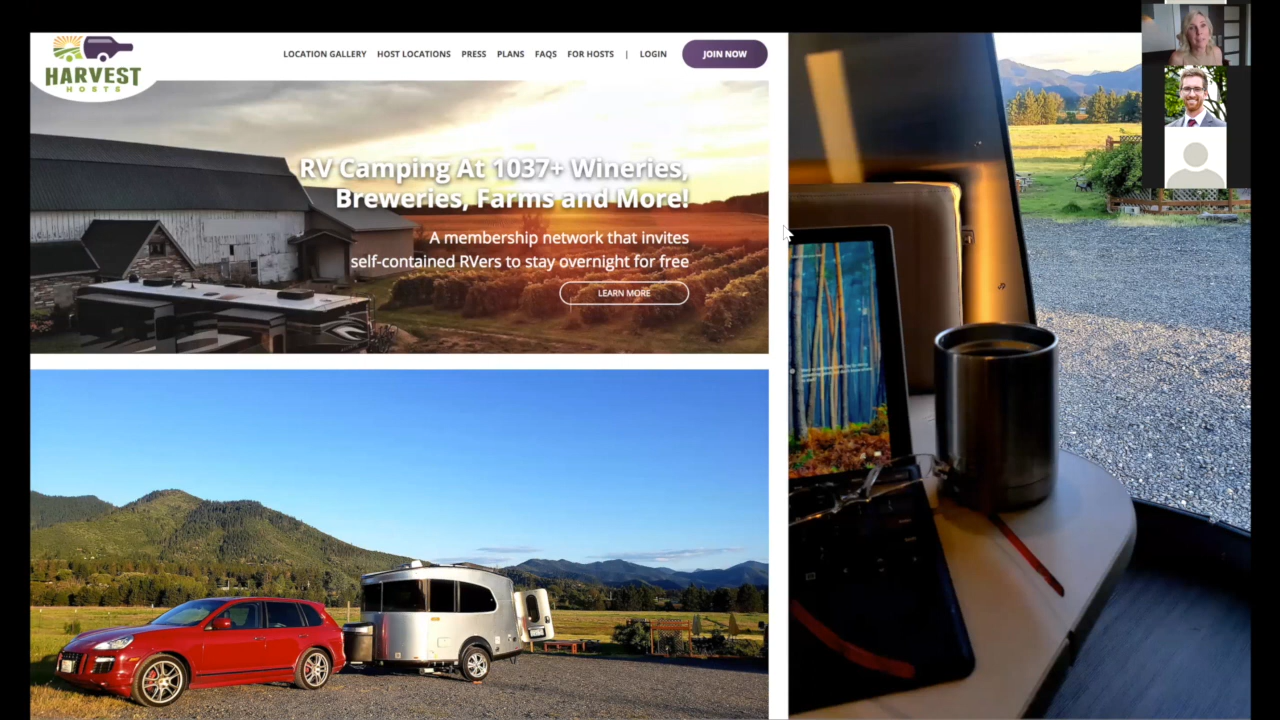 HARVEST
HOSTS
LOCATION GALLERY HOST LOCATIONS PRESS PLANS FAQS FOR HOSTS | LOGIN JOIN NOW
RV Camping At 1037+ Wineries,
Breweries, Farms and More!
A membership network that invites
self-contained RVers to stay overnight for free
LEARN MORE